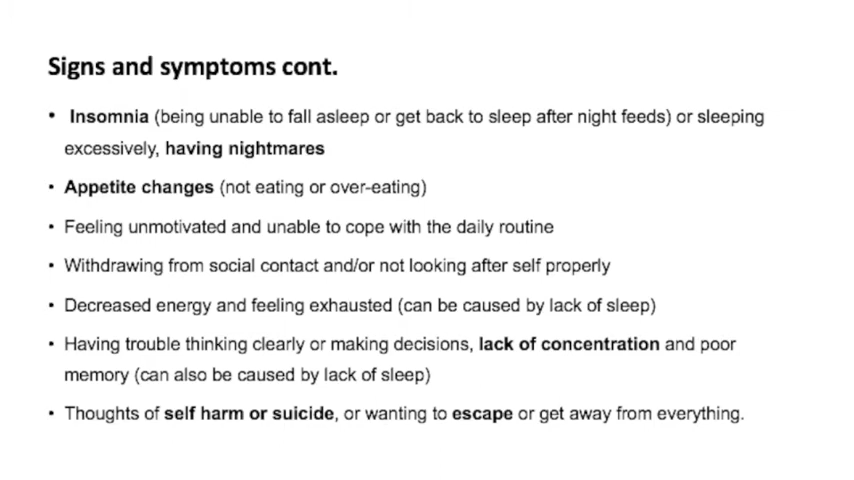 Signs and symptoms cont.
• Insomnia (being unable to fall asleep or get back to sleep after night feeds) or sleeping
excessively, having nightmares
• Appetite changes (not eating or over-eating)
• Feeling unmotivated and unable to cope with the daily routine
• Withdrawing from social contact and/or not looking after self properly
• Decreased energy and feeling exhausted (can be caused by lack of sleep)
• Having trouble thinking clearly or making decisions, lack of concentration and poor
memory (can also be caused by lack of sleep)
• Thoughts of self harm or suicide, or wanting to escape or get away from everything.